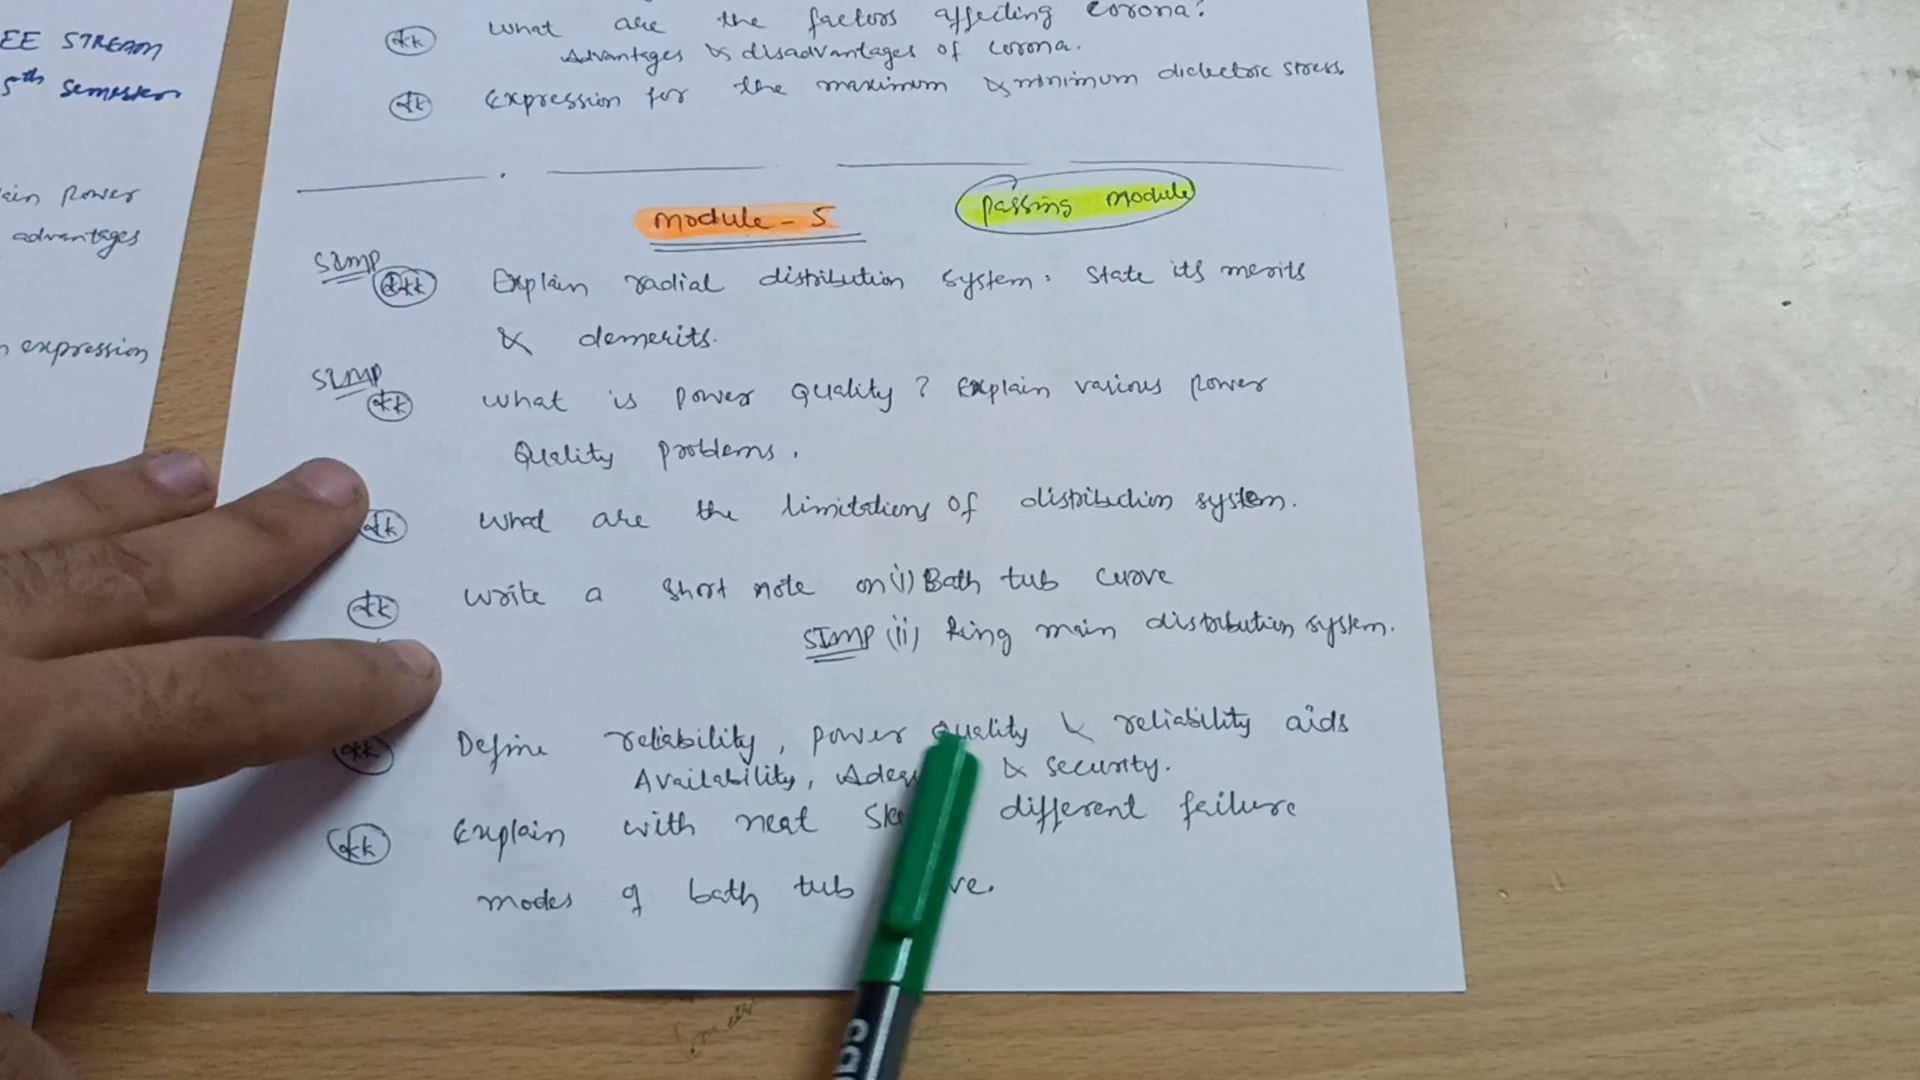 EE STREAM
5th Semester
Power
advantages
expression
What are the factors affecting corona?
Advantages & disadvantages of corona.
Expression for the maximum & minimum dielectric stress
Module - 5
Passing module
SIMP
Explain radial distribution system. State its merits
& demerits.
SIMP
What is power Quality? Explain various power
Quality problems.
What are the limitations of distribution system.
Write a short note on (i) Bath tub curve
SIMP (ii) Ring main distribution system.
Define reliability, power Quality & reliability aids
Availability, & security.
Explain with neat different failure
modes of bath tub